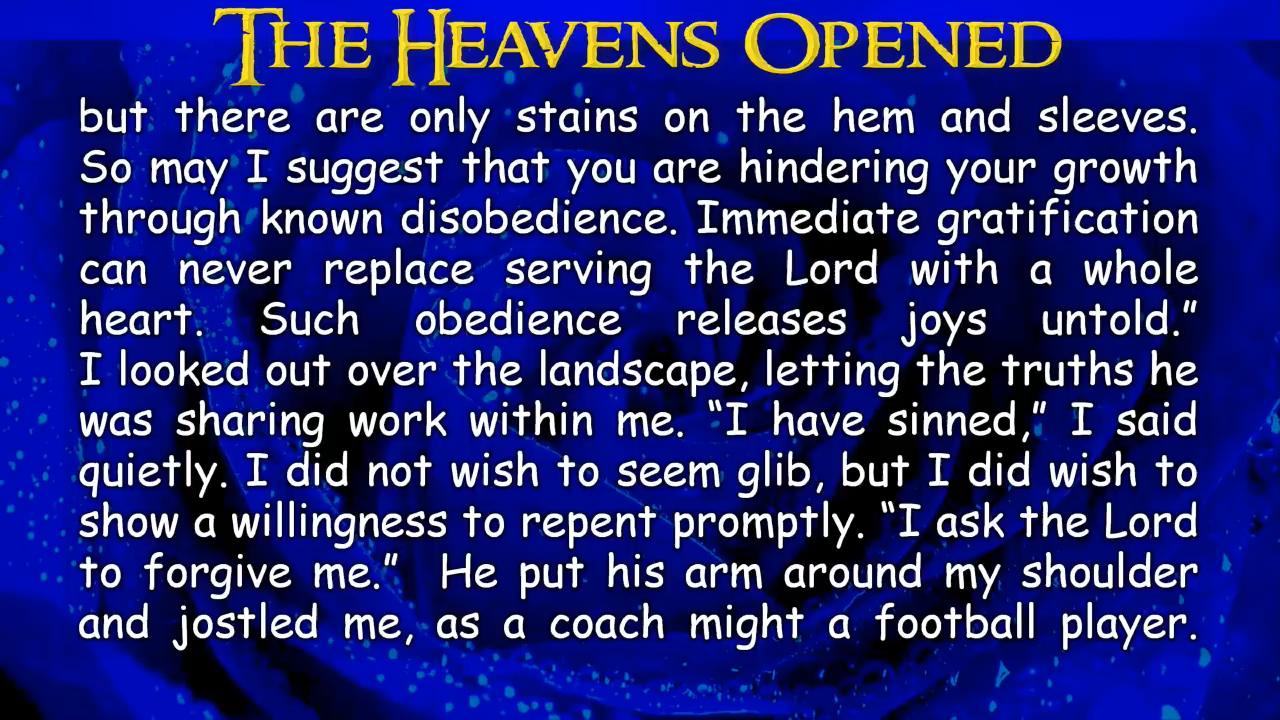 THE HEAVENS OPENED
but there are only stains on the hem and sleeves.
So may I suggest that you are hindering your growth
through known disobedience. Immediate gratification
can never replace serving the Lord with a whole
heart. Such obedience releases joys untold.”
I looked out over the landscape, letting the truths he
was sharing work within me. “I have sinned,” I said
quietly. I did not wish to seem glib, but I did wish to
show a willingness to repent promptly. “I ask the Lord
to forgive me.” He put his arm around my shoulder
and jostled me, as a coach might a football player.